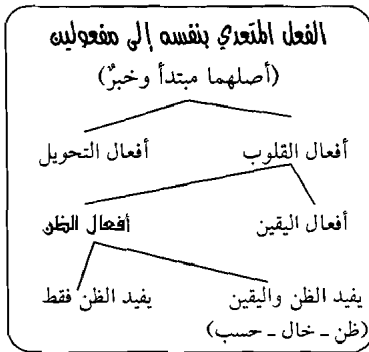 الفعل المتعدي بنفسه إلى مفعولين
(أصلهما مبتدأ وخبرٌ)
أفعال القلوب أفعال التحويل
أفعال اليقين أفعال الظن
يفيد الظن واليقين يفيد الظن فقط
(ظن - خال - حسب)